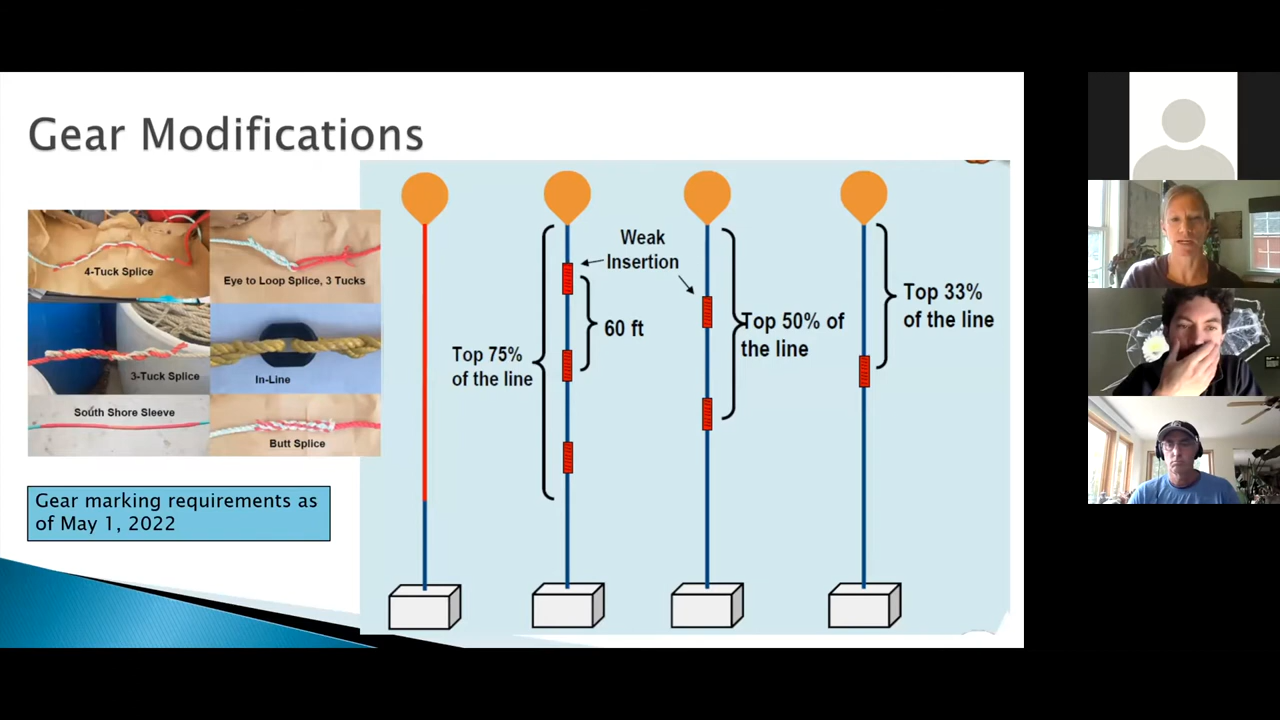 Gear Modifications
4-Tuck Splice
Eye to Loop Splice, 3 Tucks
3-Tuck Splice
In-Line
South Shore Sleeve
Butt Splice
Gear marking requirements as
of May 1, 2022
Weak
Insertion
60 ft
Top 75%
of the line
Top 50% of
the line
Top 33%
of the line